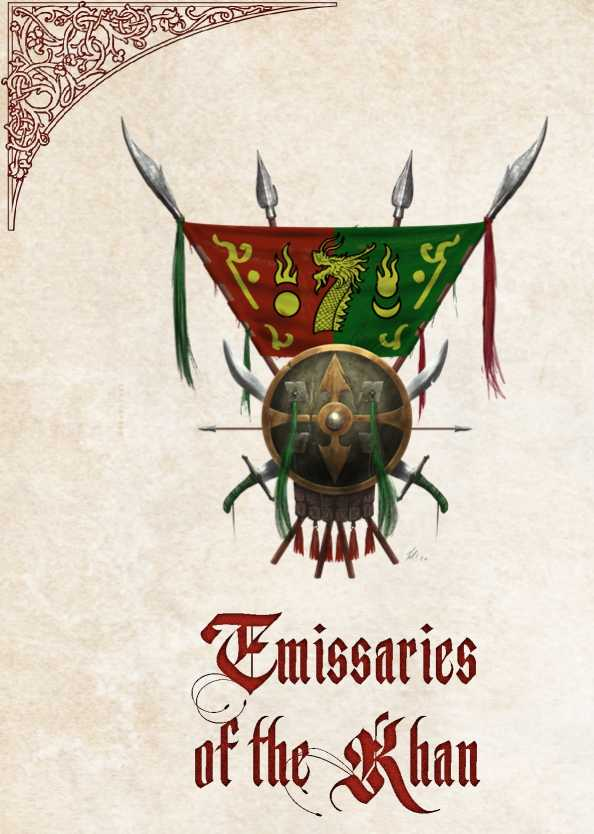 Emissaries
of the Khan